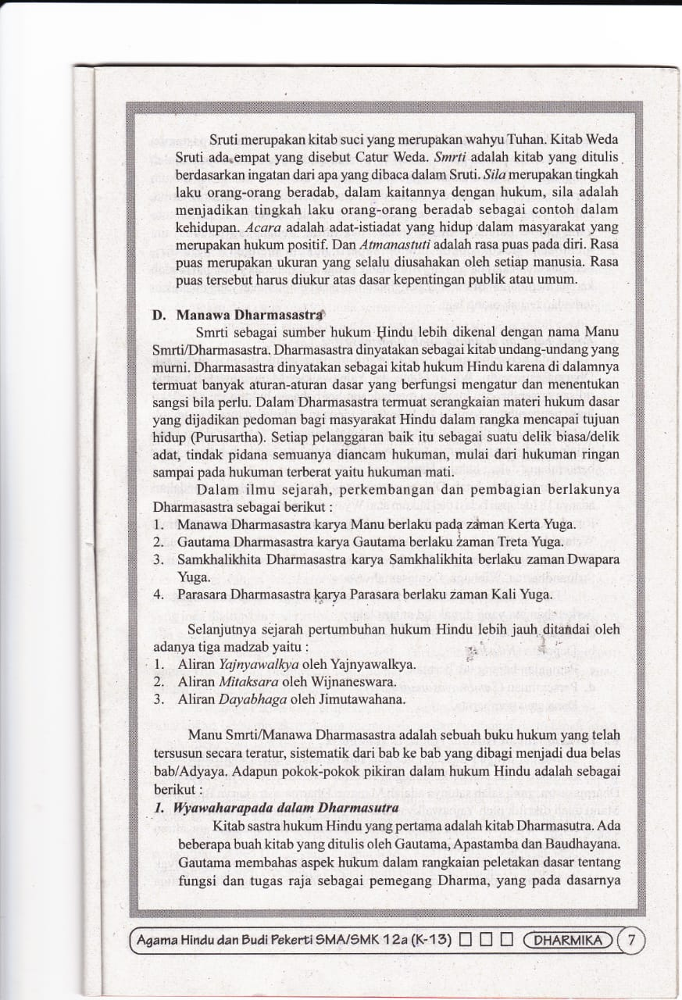 Sruti merupakan kitab suci yang merupakan wahyu Tuhan. Kitab Weda
Sruti ada empat yang disebut Catur Weda. Smrti adalah kitab yang ditulis
berdasarkan ingatan dari apa yang dibaca dalam Sruti. Sila merupakan tingkah
laku orang-orang beradab, dalam kaitannya dengan hukum, sila adalah
menjadikan tingkah laku orang-orang beradab sebagai contoh dalam
kehidupan. Acara adalah adat-istiadat yang hidup dalam masyarakat yang
merupakan hukum positif. Dan Atmanastuti adalah rasa puas pada diri. Rasa
puas merupakan ukuran yang selalu diusahakan oleh setiap manusia. Rasa
puas tersebut harus diukur atas dasar kepentingan publik atau umum.
D. Manawa Dharmasastra
Smrti sebagai sumber hukum Hindu lebih dikenal dengan nama Manu
Smrti/Dharmasastra. Dharmasastra dinyatakan sebagai kitab undang-undang yang
murni. Dharmasastra dinyatakan sebagai kitab hukum Hindu karena di dalamnya
termuat banyak aturan-aturan dasar yang berfungsi mengatur dan menentukan
sangsi bila perlu. Dalam Dharmasastra termuat serangkaian materi hukum dasar
yang dijadikan pedoman bagi masyarakat Hindu dalam rangka mencapai tujuan
hidup (Purusartha). Setiap pelanggaran baik itu sebagai suatu delik biasa/delik
adat, tindak pidana semuanya diancam hukuman, mulai dari hukuman ringan
sampai pada hukuman terberat yaitu hukuman mati.
Dalam ilmu sejarah, perkembangan dan pembagian berlakunya
Dharmasastra sebagai berikut :
1. Manawa Dharmasastra karya Manu berlaku pada zaman Kerta Yuga.
2. Gautama Dharmasastra karya Gautama berlaku zaman Treta Yuga.
3. Samkhalikhita Dharmasastra karya Samkhalikhita berlaku zaman Dwapara
Yuga.
4. Parasara Dharmasastra karya Parasara berlaku zaman Kali Yuga.
Selanjutnya sejarah pertumbuhan hukum Hindu lebih jauh ditandai oleh
adanya tiga madzab yaitu :
1. Aliran Yajnyawalkya oleh Yajnyawalkya.
2. Aliran Mitaksara oleh Wijnaneswara.
3. Aliran Dayabhaga oleh Jimutawahana.
Manu Smrti/Manawa Dharmasastra adalah sebuah buku hukum yang telah
tersusun secara teratur, sistematik dari bab ke bab yang dibagi menjadi dua belas
bab/Adyaya. Adapun pokok-pokok pikiran dalam hukum Hindu adalah sebagai
berikut :
1. Wyawaharapada dalam Dharmasutra
Kitab sastra hukum Hindu yang pertama adalah kitab Dharmasutra. Ada
beberapa buah kitab yang ditulis oleh Gautama, Apastamba dan Baudhayana.
Gautama membahas aspek hukum dalam rangkaian peletakan dasar tentang
fungsi dan tugas raja sebagai pemegang Dharma, yang pada dasarnya
Agama Hindu dan Budi Pekerti SMA/SMK 12a (K-13) DHARMIKA 7